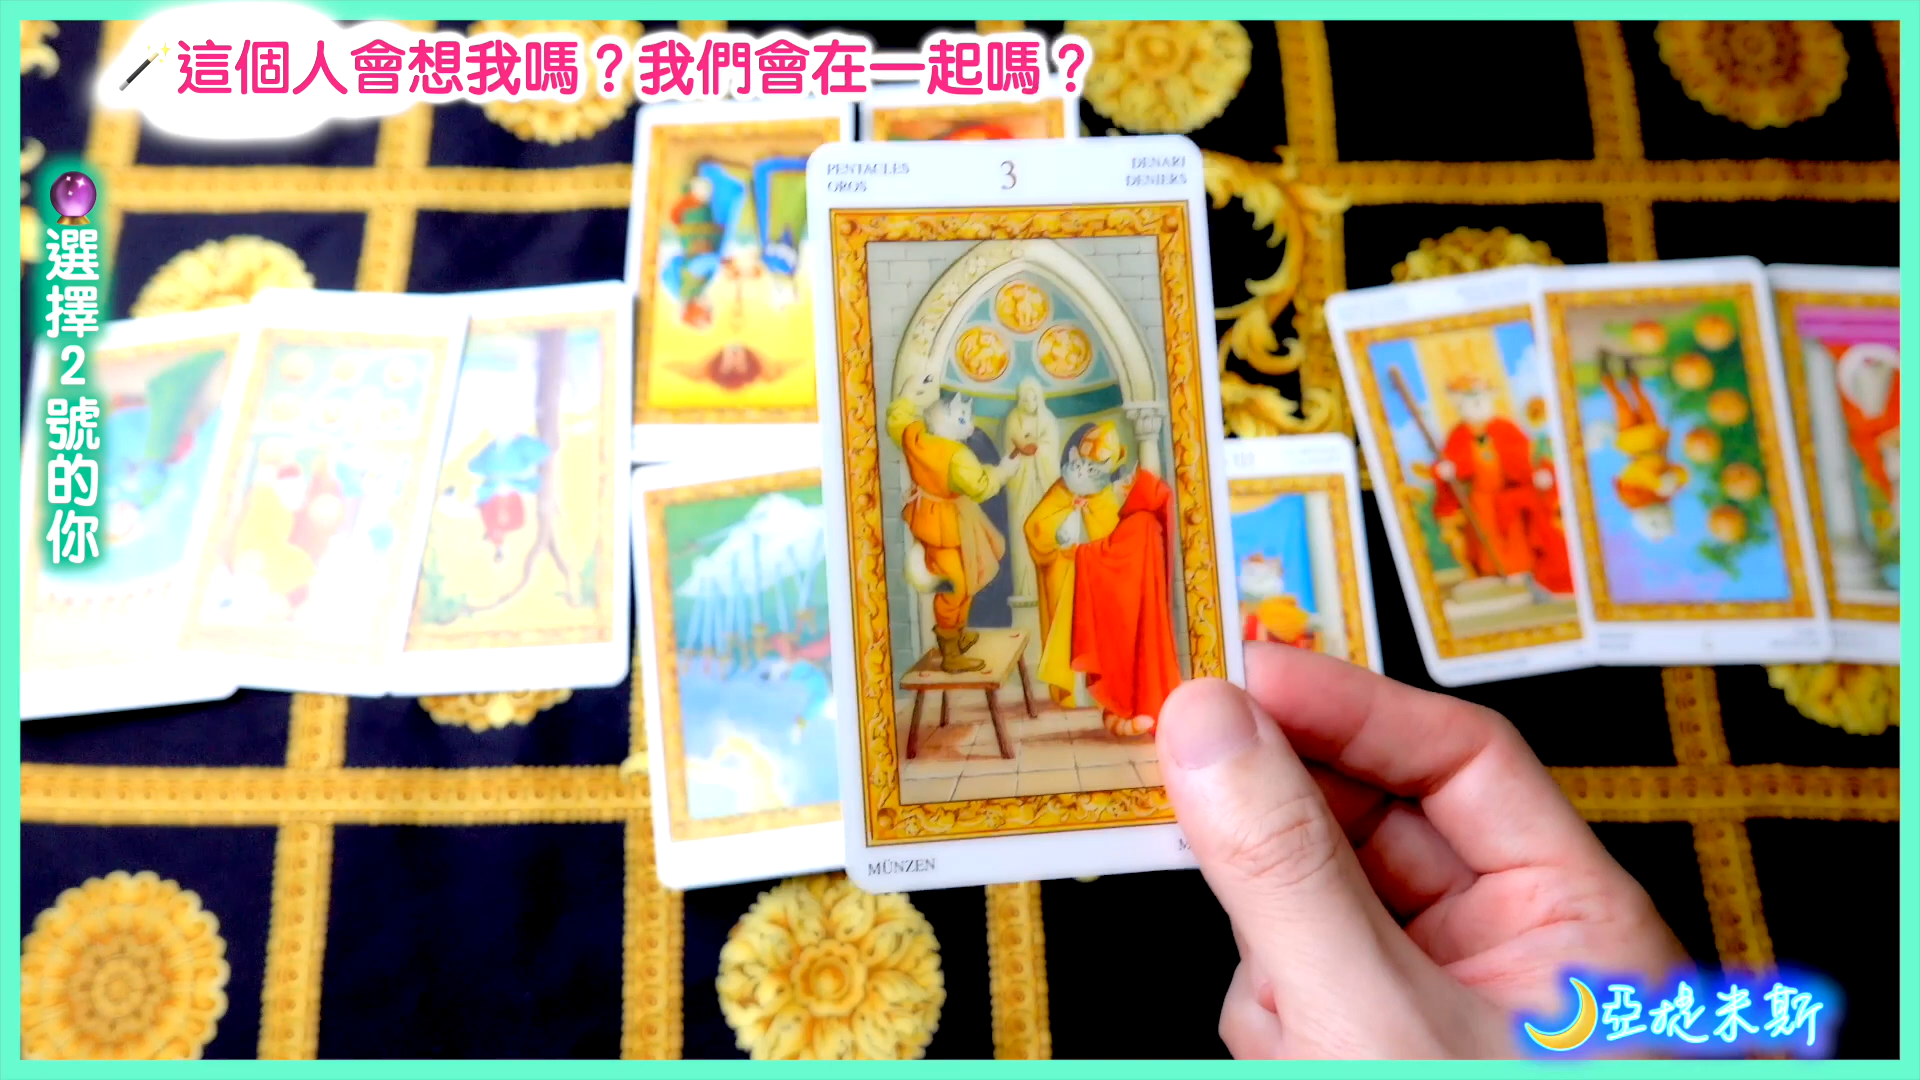 這個人會想我嗎？我們會在一起嗎？
選擇2號的你
PENTACLES
OROS
3
DENARI
DENIERS
MÜNZEN
亞提米斯